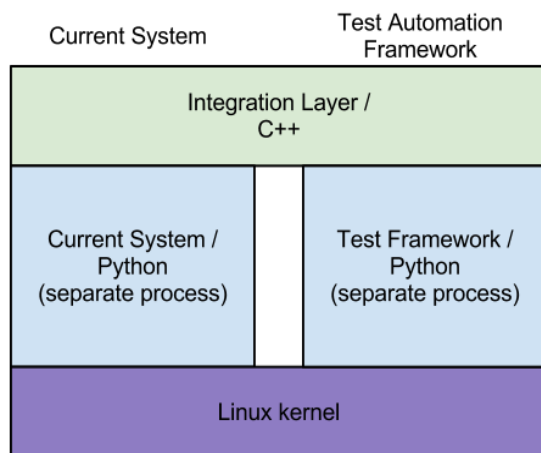 Current System
Test Automation
Framework
Integration Layer /
C++
Current System /
Python
(separate process)
Test Framework /
Python
(separate process)
Linux kernel